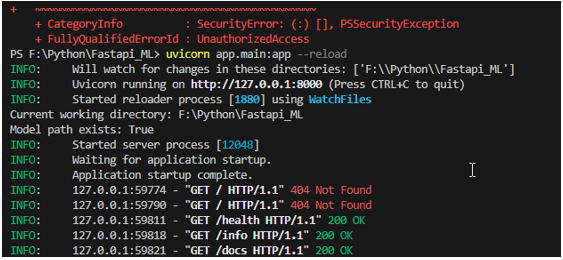 + ~~~~~~~~~~~~~~~~~~~~~~~~~~~~~~~~~~~~~~~~~~~
+ CategoryInfo          : SecurityError: (:) [], PSSecurityException
+ FullyQualifiedErrorId : UnauthorizedAccess
PS F:\Python\Fastapi_ML> uvicorn app.main:app --reload
INFO:     Will watch for changes in these directories: ['F:\\Python\\Fastapi_ML']
INFO:     Uvicorn running on http://127.0.0.1:8000 (Press CTRL+C to quit)
INFO:     Started reloader process [1880] using WatchFiles
Current working directory: F:\Python\Fastapi_ML
Model path exists: True
INFO:     Started server process [12048]
INFO:     Waiting for application startup.
INFO:     Application startup complete.
INFO:     127.0.0.1:59774 - "GET / HTTP/1.1" 404 Not Found
INFO:     127.0.0.1:59790 - "GET / HTTP/1.1" 404 Not Found
INFO:     127.0.0.1:59811 - "GET /health HTTP/1.1" 200 OK
INFO:     127.0.0.1:59818 - "GET /info HTTP/1.1" 200 OK
INFO:     127.0.0.1:59821 - "GET /docs HTTP/1.1" 200 OK